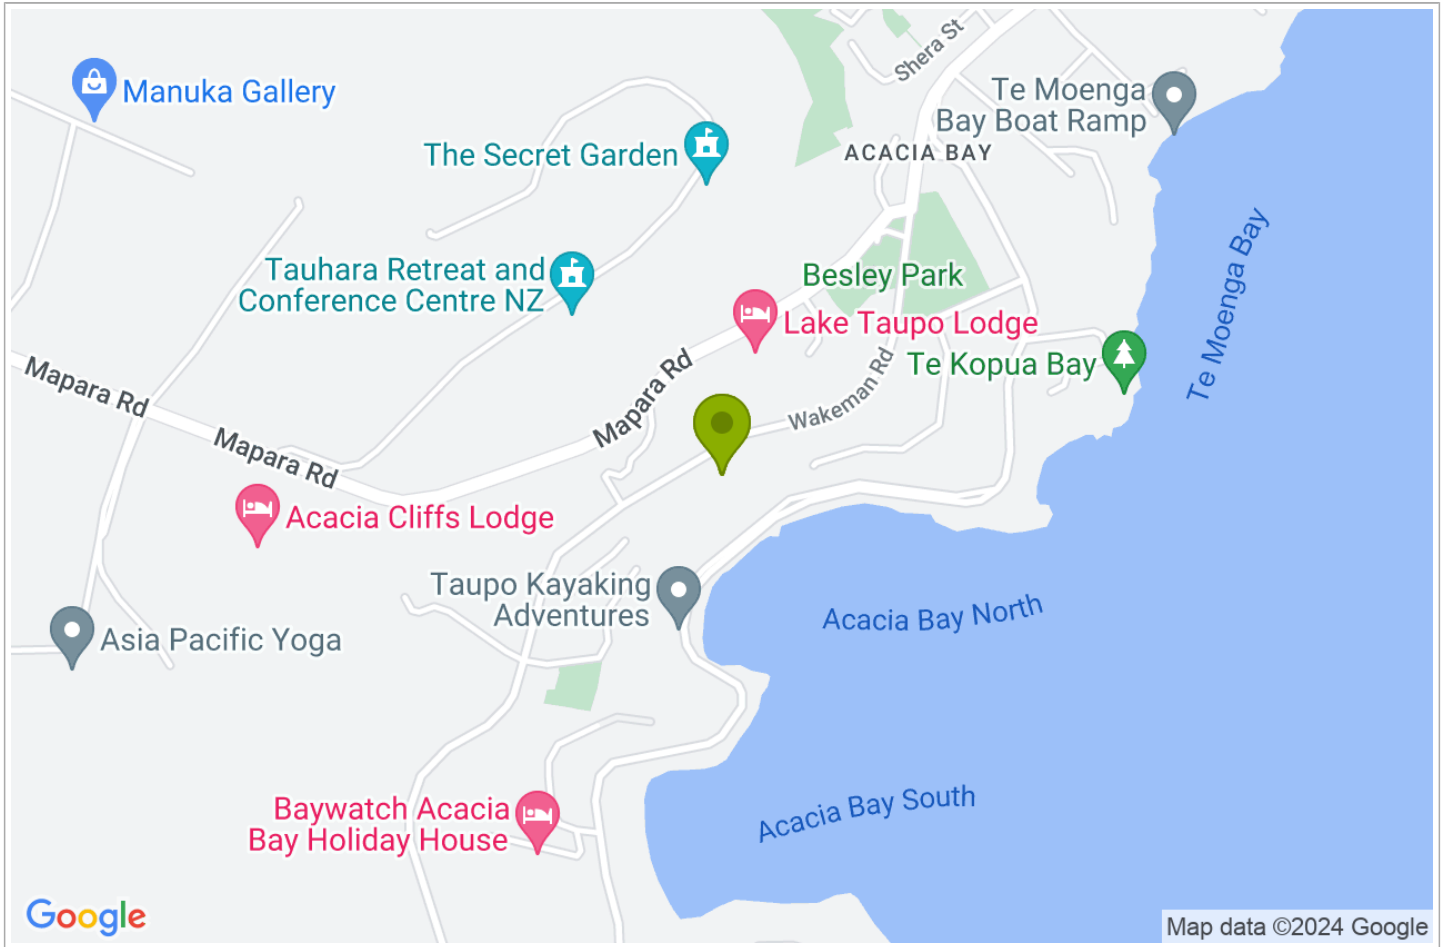 Shera St
Manuka Gallery
Te Moenga
Bay Boat Ramp
The Secret Garden
ACACIA BAY
Te Moenga Bay
Tauhara Retreat and
Conference Centre NZ
Besley Park
Lake Taupo Lodge
Te Kopua Bay
Mapara Rd
Mapara Rd
Mapara Rd
Wakeman Rd
Acacia Cliffs Lodge
Taupo Kayaking
Adventures
Acacia Bay North
Asia Pacific Yoga
Acacia Bay South
Baywatch Acacia
Bay Holiday House
Google
Map data ©2024 Google